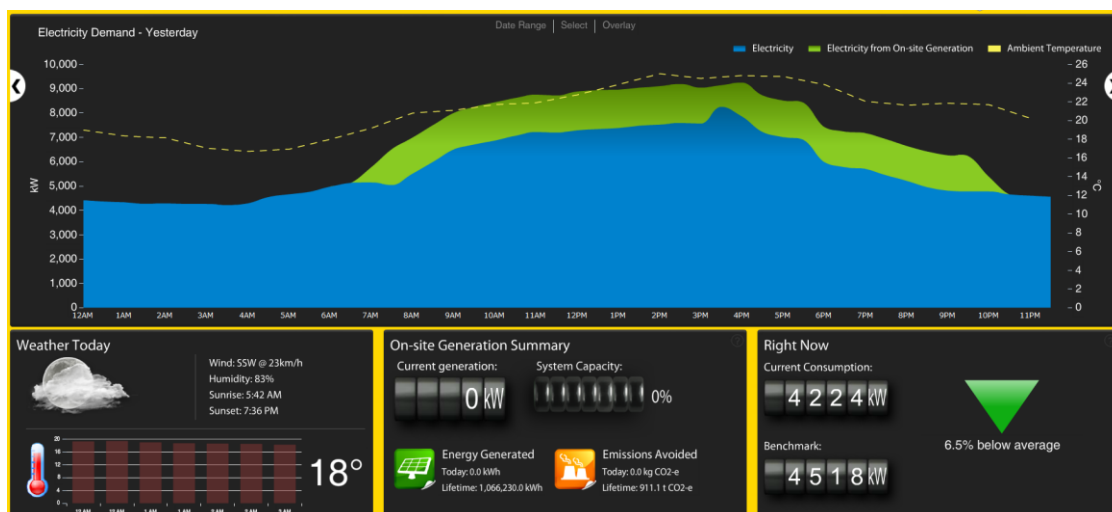 Date Range | Select | Overlay
Electricity Demand - Yesterday
Electricity
Electricity from On-site Generation
Ambient Temperature
10,000
9,000
8,000
7,000
6,000
5,000
4,000
3,000
2,000
1,000
0
kW
26
24
22
20
18
16
14
12
10
8
6
4
2
0
°C
12AM 1AM 2AM 3AM 4AM 5AM 6AM 7AM 8AM 9AM 10AM 11AM 12PM 1PM 2PM 3PM 4PM 5PM 6PM 7PM 8PM 9PM 10PM 11PM
Weather Today
Wind: SSW @ 23km/h
Humidity: 83%
Sunrise: 5:42 AM
Sunset: 7:36 PM
20
16
12
8
4
0
18°
On-site Generation Summary
Current generation:
0 kW
System Capacity:
0%
Energy Generated
Today: 0.0 kWh
Lifetime: 1,066,230.0 kWh
Emissions Avoided
Today: 0.0 kg CO2-e
Lifetime: 911.1 t CO2-e
Right Now
Current Consumption:
4224 kW
Benchmark:
4518 kW
6.5% below average